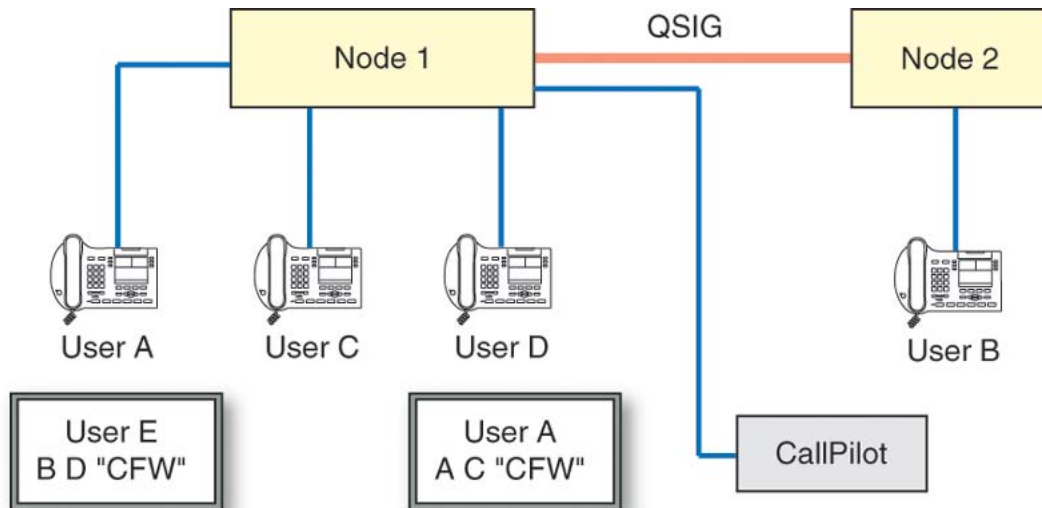 QSIG
Node 1
Node 2
User A
User C
User D
User B
User E
B D "CFW"
User A
A C "CFW"
CallPilot